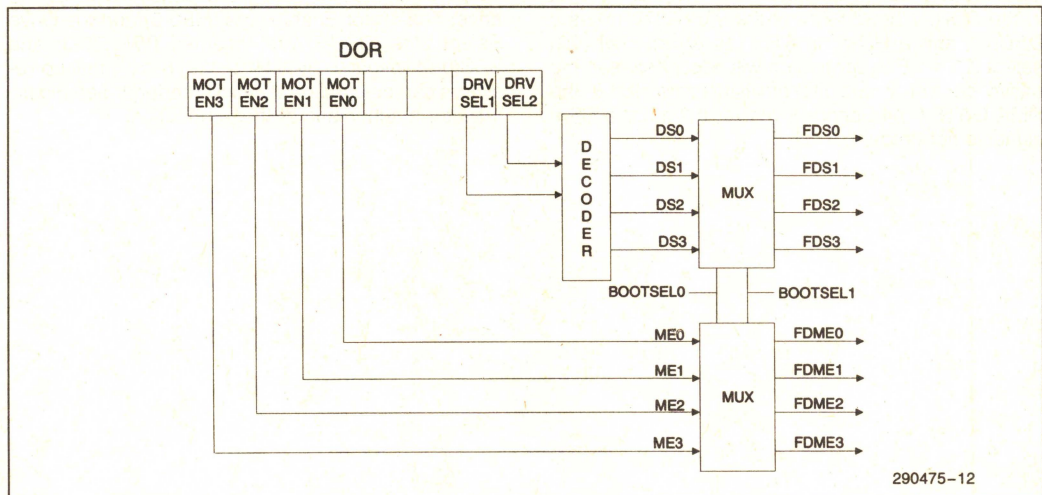 DOR
MOT EN3 MOT EN2 MOT EN1 MOT EN0 DRV SEL1 DRV SEL2
DECODER
DS0 MUX FDS0
DS1 FDS1
DS2 FDS2
DS3 FDS3
BOOTSEL0 BOOTSEL1
ME0 MUX FDME0
ME1 FDME1
ME2 FDME2
ME3 FDME3
290475-12